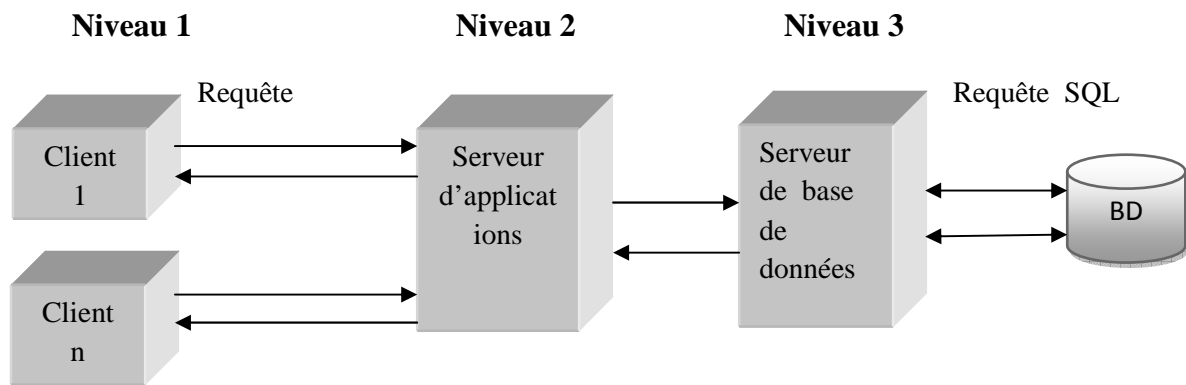 Niveau 1
Niveau 2
Niveau 3
Requête
Requête SQL
Client
1
Serveur
d’applicat
ions
Serveur
de base
de
données
BD
Client
n